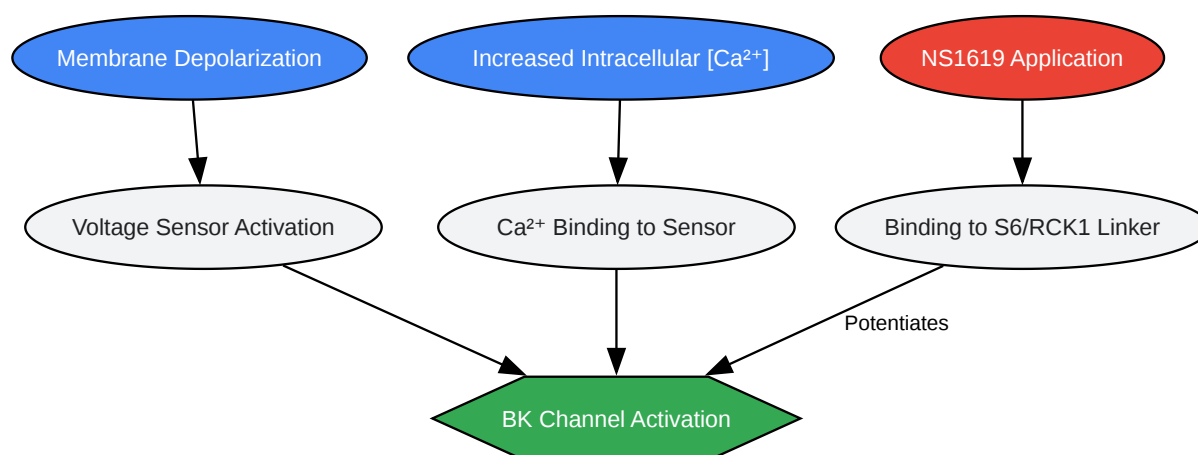 Membrane Depolarization
Increased Intracellular [Ca²⁺]
NS1619 Application
Voltage Sensor Activation
Ca²⁺ Binding to Sensor
Binding to S6/RCK1 Linker
Potentiates
BK Channel Activation